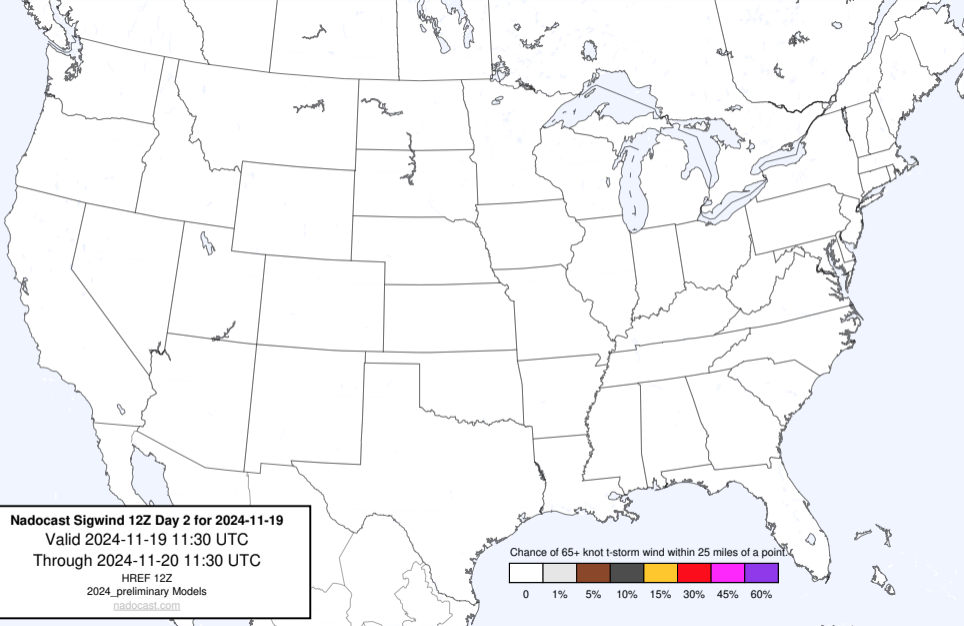 Nadocast Sigwind 12Z Day 2 for 2024-11-19
Valid 2024-11-19 11:30 UTC
Through 2024-11-20 11:30 UTC
HREF 12Z
2024_preliminary Models
nadocast.com
Chance of 65+ knot t-storm wind within 25 miles of a point.
0 1% 5% 10% 15% 30% 45% 60%